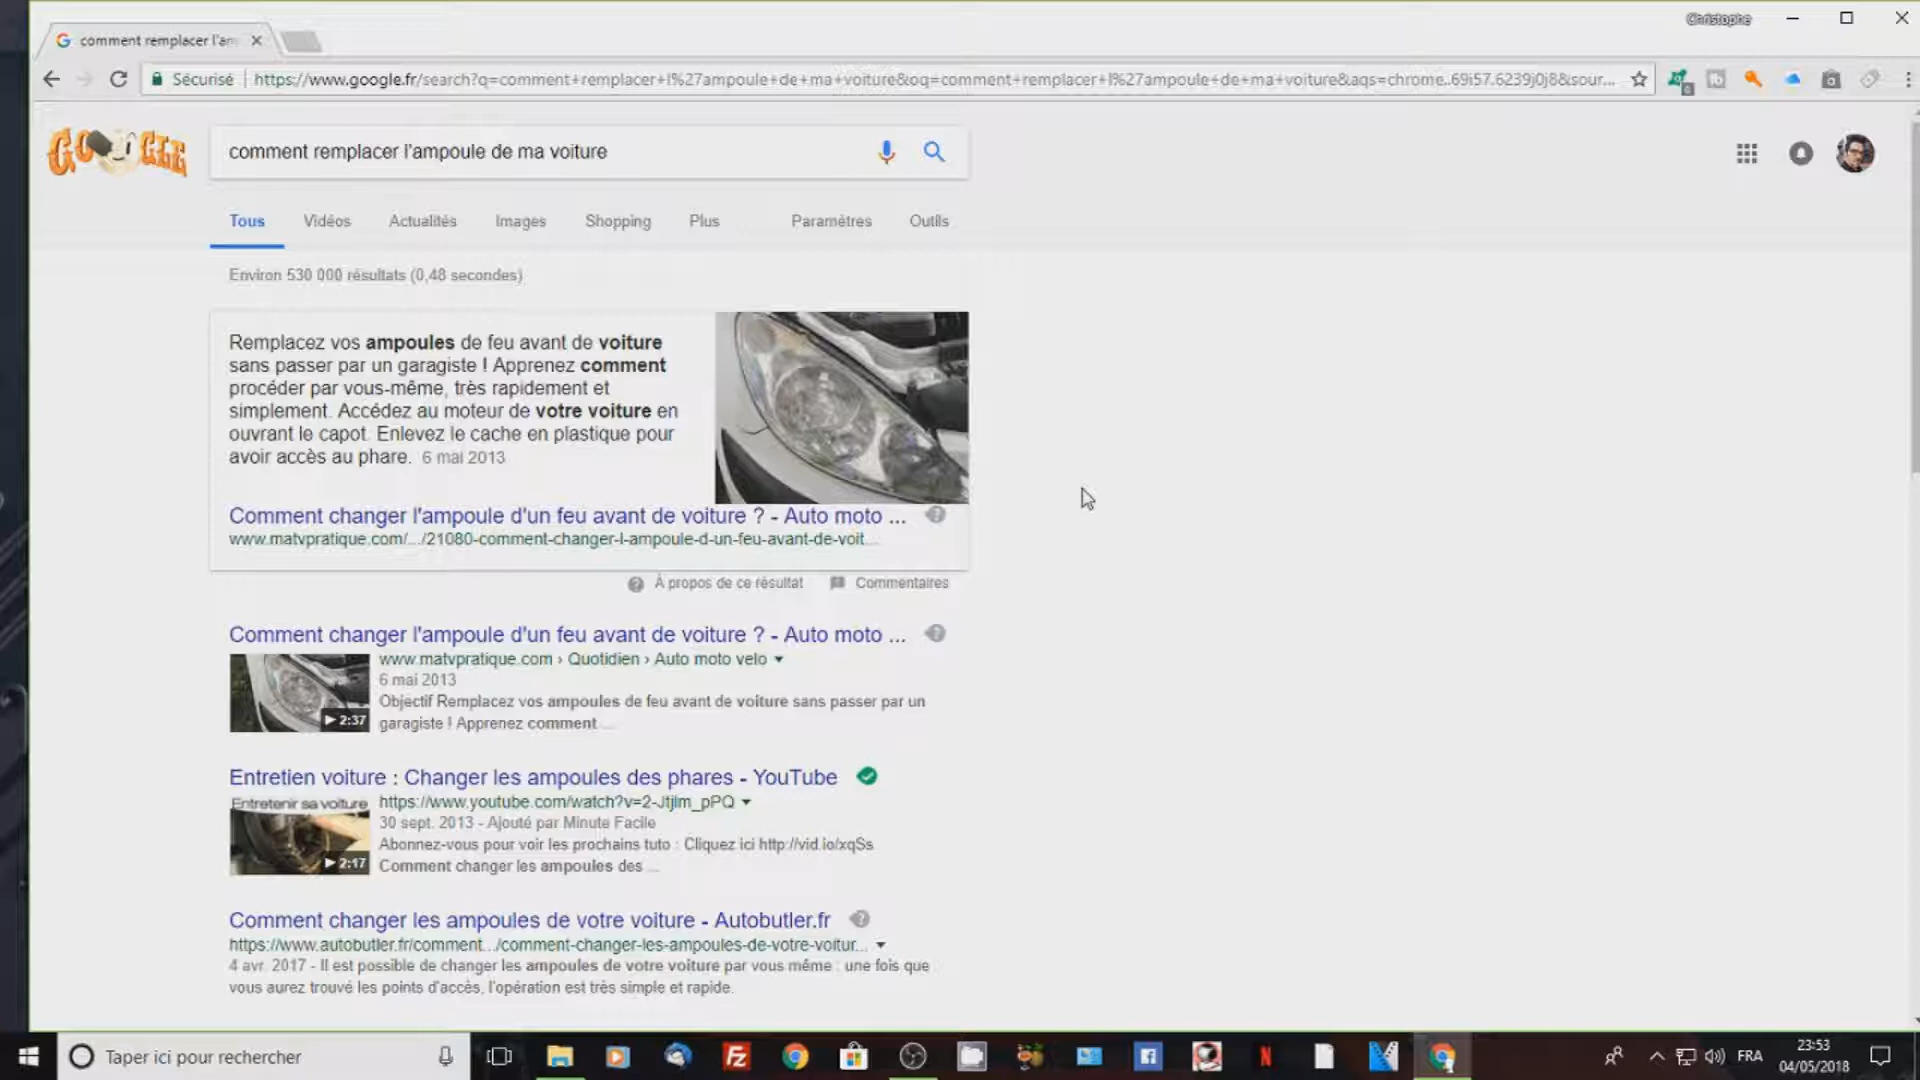 Christophe
comment remplacer l'am
Sécurisé https://www.google.fr/search?q=comment+remplacer+l%27ampoule+de+ma+voiture&oq=comment+remplacer+l%27ampoule+de+ma+voiture&aqs=chrome..69i57.6239j0j8&sour...
GOOGLE
comment remplacer l'ampoule de ma voiture
Tous Vidéos Actualités Images Shopping Plus Paramètres Outils
Environ 530 000 résultats (0,48 secondes)
Remplacez vos ampoules de feu avant de voiture
sans passer par un garagiste ! Apprenez comment
procéder par vous-même, très rapidement et
simplement. Accédez au moteur de votre voiture en
ouvrant le capot. Enlevez le cache en plastique pour
avoir accès au phare. 6 mai 2013
Comment changer l'ampoule d'un feu avant de voiture ? - Auto moto ...
www.matvpratique.com/.../21080-comment-changer-l-ampoule-d-un-feu-avant-de-voit...
À propos de ce résultat Commentaires
Comment changer l'ampoule d'un feu avant de voiture ? - Auto moto ...
www.matvpratique.com › Quotidien › Auto moto velo
6 mai 2013
Objectif Remplacez vos ampoules de feu avant de voiture sans passer par un
garagiste ! Apprenez comment ...
2:37
Entretien voiture : Changer les ampoules des phares - YouTube
Entretenir sa voiture
https://www.youtube.com/watch?v=2-Jtjlm_pPQ
30 sept. 2013 - Ajouté par Minute Facile
Abonnez-vous pour voir les prochains tuto : Cliquez ici http://vid.io/xqSs
Comment changer les ampoules des ...
2:17
Comment changer les ampoules de votre voiture - Autobutler.fr
https://www.autobutler.fr/comment.../comment-changer-les-ampoules-de-votre-voitur...
4 avr. 2017 - Il est possible de changer les ampoules de votre voiture par vous même : une fois que
vous aurez trouvé les points d'accès, l'opération est très simple et rapide.
Taper ici pour rechercher
FRA
23:53
04/05/2018